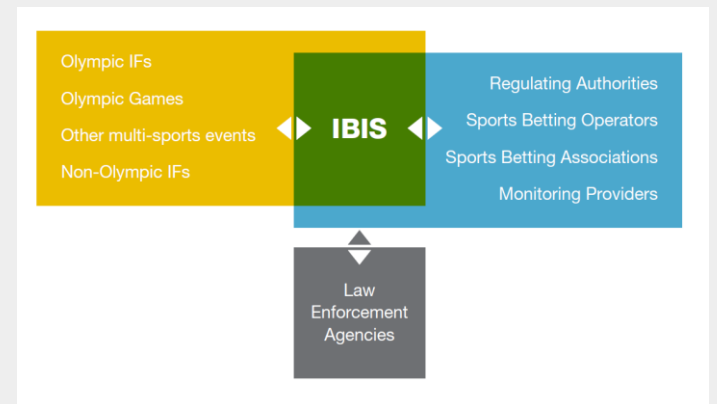 Olympic IFs
Olympic Games
Other multi-sports events
Non-Olympic IFs
IBIS
Regulating Authorities
Sports Betting Operators
Sports Betting Associations
Monitoring Providers
Law
Enforcement
Agencies